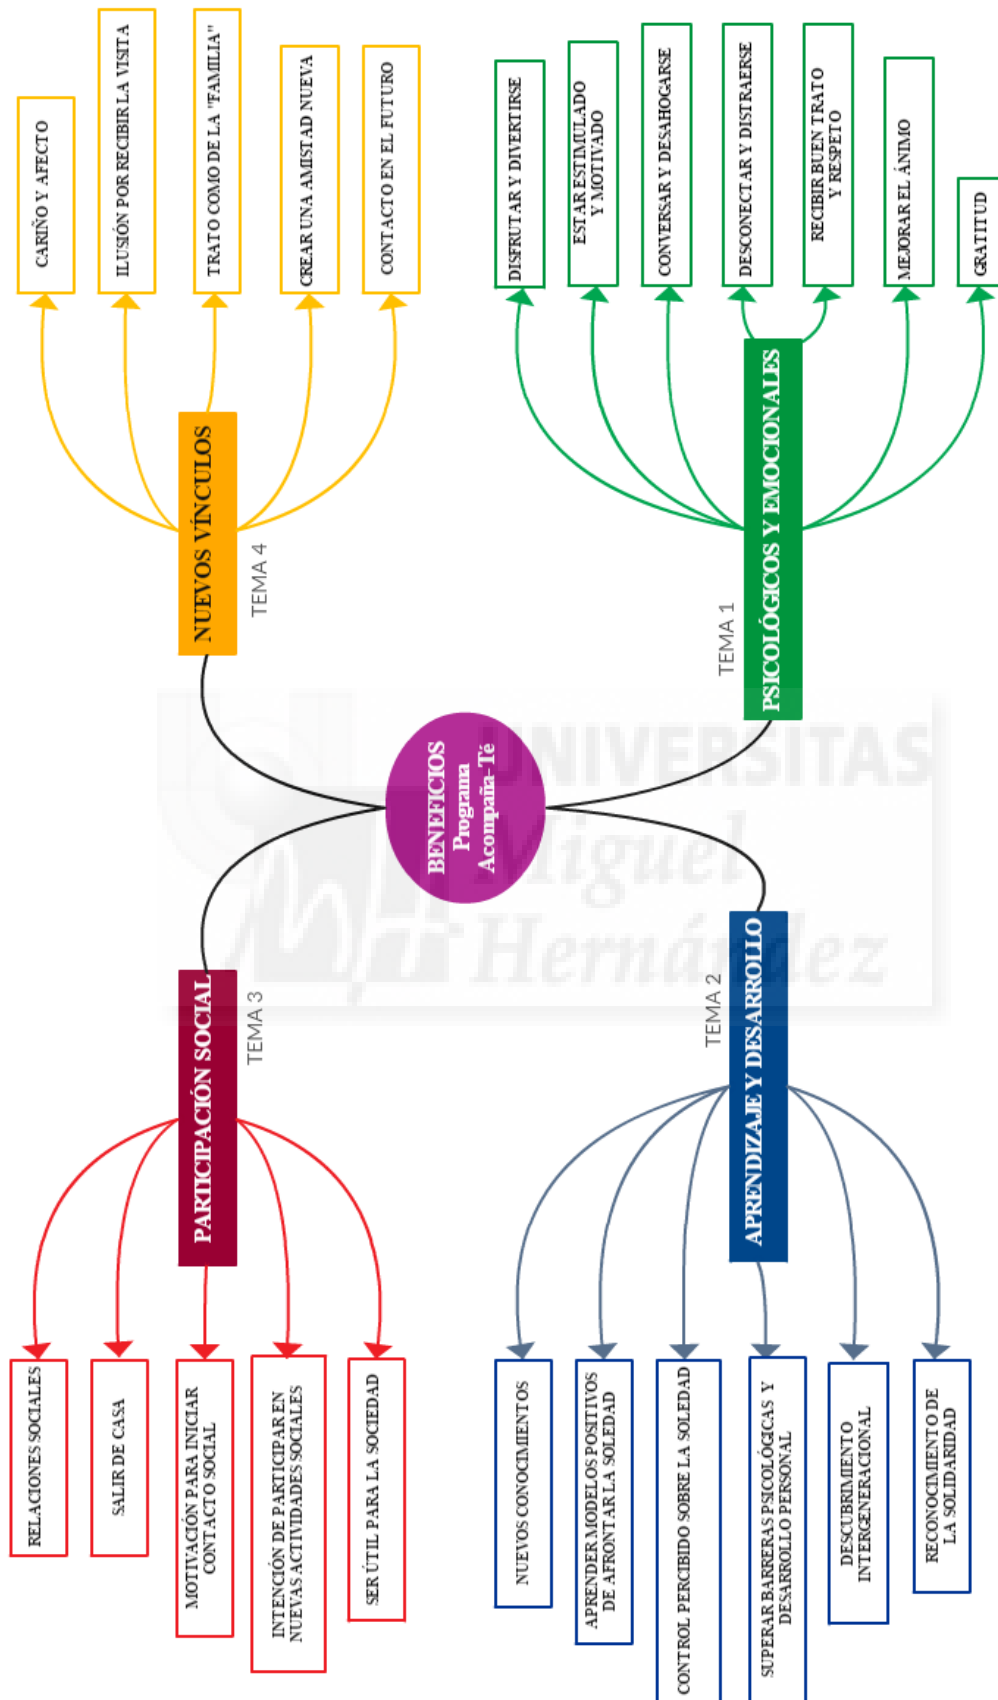 BENEFICIOS
Programa
Acompaña-Té
PARTICIPACIÓN SOCIAL
TEMA 3
RELACIONES SOCIALES
SALIR DE CASA
MOTIVACIÓN PARA INICIAR
CONTACTO SOCIAL
INTENCIÓN DE PARTICIPAR EN
NUEVAS ACTIVIDADES SOCIALES
SER ÚTIL PARA LA SOCIEDAD
NUEVOS VÍNCULOS
TEMA 4
CARIÑO Y AFECTO
ILUSIÓN POR RECIBIR LA VISITA
TRATO COMO DE LA "FAMILIA"
CREAR UNA AMISTAD NUEVA
CONTACTO EN EL FUTURO
APRENDIZAJE Y DESARROLLO
TEMA 2
NUEVOS CONOCIMIENTOS
APRENDER MODELOS POSITIVOS
DE AFRONTAR LA SOLEDAD
CONTROL PERCIBIDO SOBRE LA SOLEDAD
SUPERAR BARRERAS PSICOLÓGICAS Y
DESARROLLO PERSONAL
DESCUBRIMIENTO
INTERGENERACIONAL
RECONOCIMIENTO DE
LA SOLIDARIDAD
PSICOLÓGICOS Y EMOCIONALES
TEMA 1
DISFRUTAR Y DIVERTIRSE
ESTAR ESTIMULADO
Y MOTIVADO
CONVERSAR Y DESAHOGARSE
DESCONECTAR Y DISTRAERSE
RECIBIR BUEN TRATO
Y RESPETO
MEJORAR EL ÁNIMO
GRATITUD
UNIVERSITAS
Miguel
Hernández